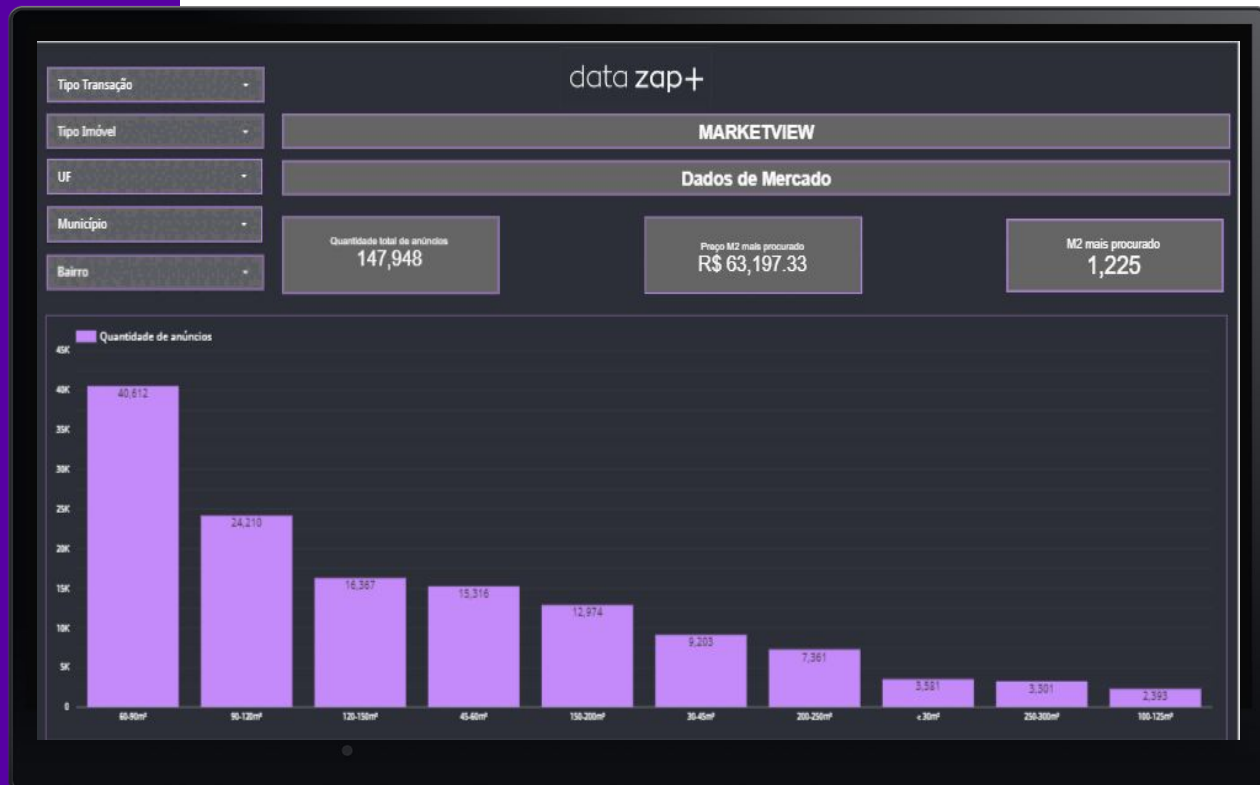 data zap+
Tipo Transação
Tipo Imóvel
UF
Município
Bairro
MARKETVIEW
Dados de Mercado
Quantidade total de anúncios
147,948
Preço M2 mais procurado
R$ 63,197.33
M2 mais procurado
1,225
Quantidade de anúncios
45K
40K
35K
30K
25K
20K
15K
10K
5K
0
40,612
24,210
16,367
15,316
12,974
9,203
7,361
3,581
3,301
2,393
60-90m²
90-120m²
120-150m²
45-60m²
150-200m²
30-45m²
200-250m²
< 30m²
250-300m²
100-125m²